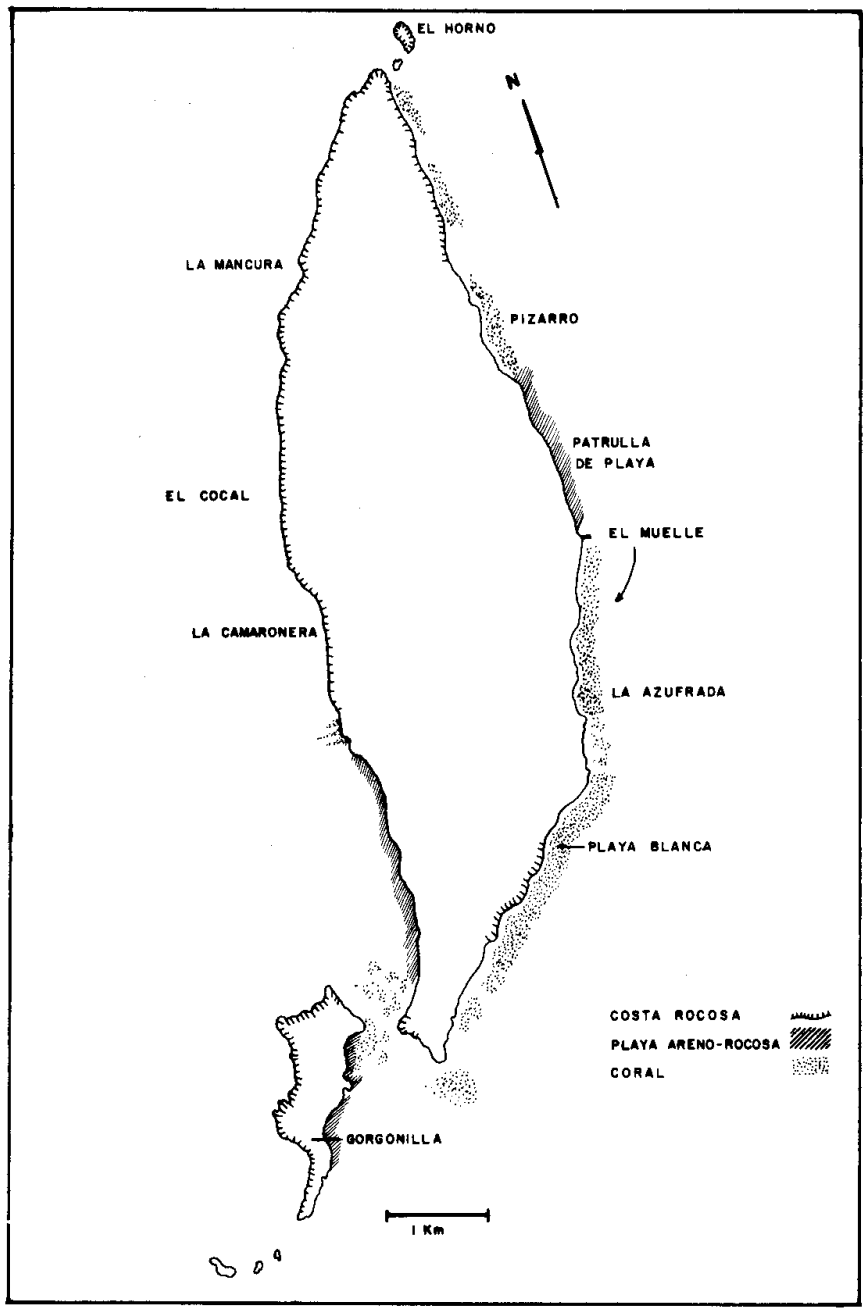 EL HORNO
N
LA MANCURA
PIZARRO
PATRULLA
DE PLAYA
EL COCAL
EL MUELLE
LA CAMARONERA
LA AZUFRADA
PLAYA BLANCA
COSTA ROCOSA
PLAYA ARENO-ROCOSA
CORAL
GORGONILLA
1 Km